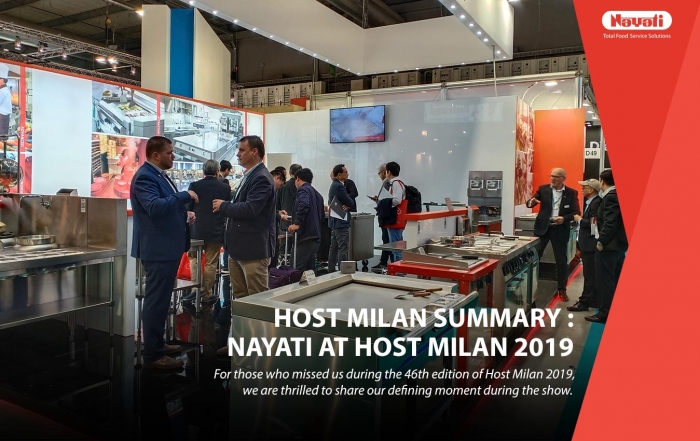 Nayati
Total Food Service Solutions
D49
HOST MILAN SUMMARY :
NAYATI AT HOST MILAN 2019
For those who missed us during the 46th edition of Host Milan 2019,
we are thrilled to share our defining moment during the show.